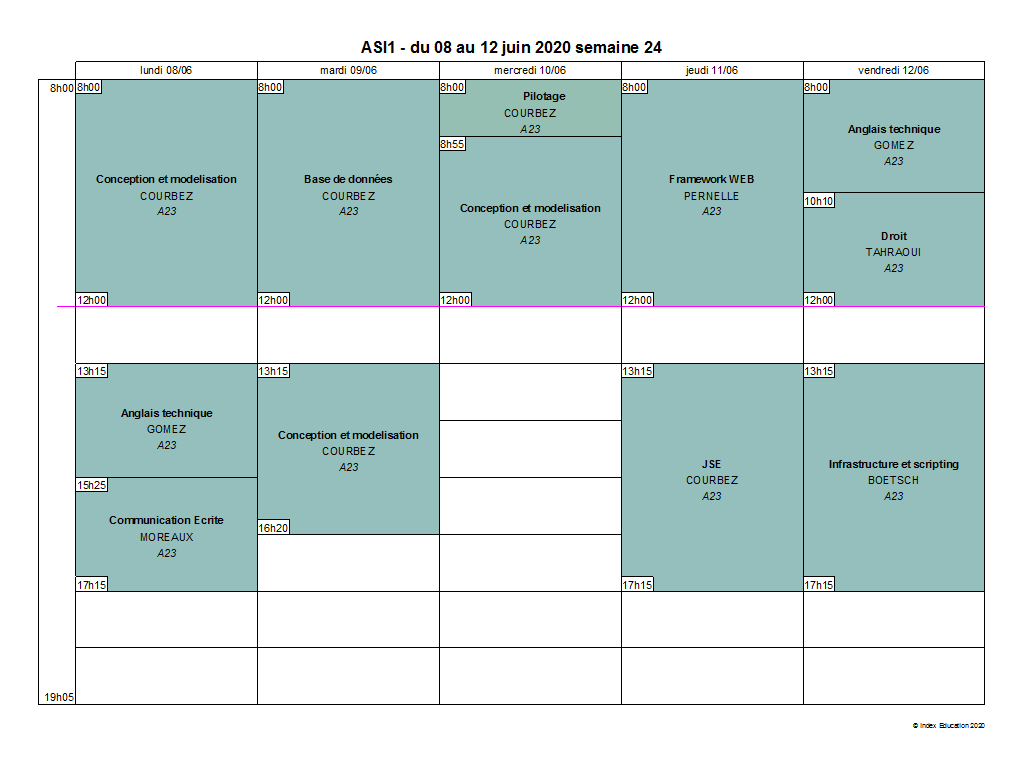 ASI1 - du 08 au 12 juin 2020 semaine 24
lundi 08/06
mardi 09/06
mercredi 10/06
jeudi 11/06
vendredi 12/06
8h00
8h00
Conception et modelisation
COURBEZ
A23
12h00
13h15
Anglais technique
GOMEZ
A23
15h25
Communication Ecrite
MOREAUX
A23
17h15
8h00
Base de données
COURBEZ
A23
12h00
13h15
Conception et modelisation
COURBEZ
A23
16h20
8h00
Pilotage
COURBEZ
A23
8h55
Conception et modelisation
COURBEZ
A23
12h00
8h00
Framework WEB
PERNELLE
A23
12h00
13h15
JSE
COURBEZ
A23
17h15
8h00
Anglais technique
GOMEZ
A23
10h10
Droit
TAHRAOUI
A23
12h00
13h15
Infrastructure et scripting
BOETSCH
A23
17h15
19h05
© Index Education 2020